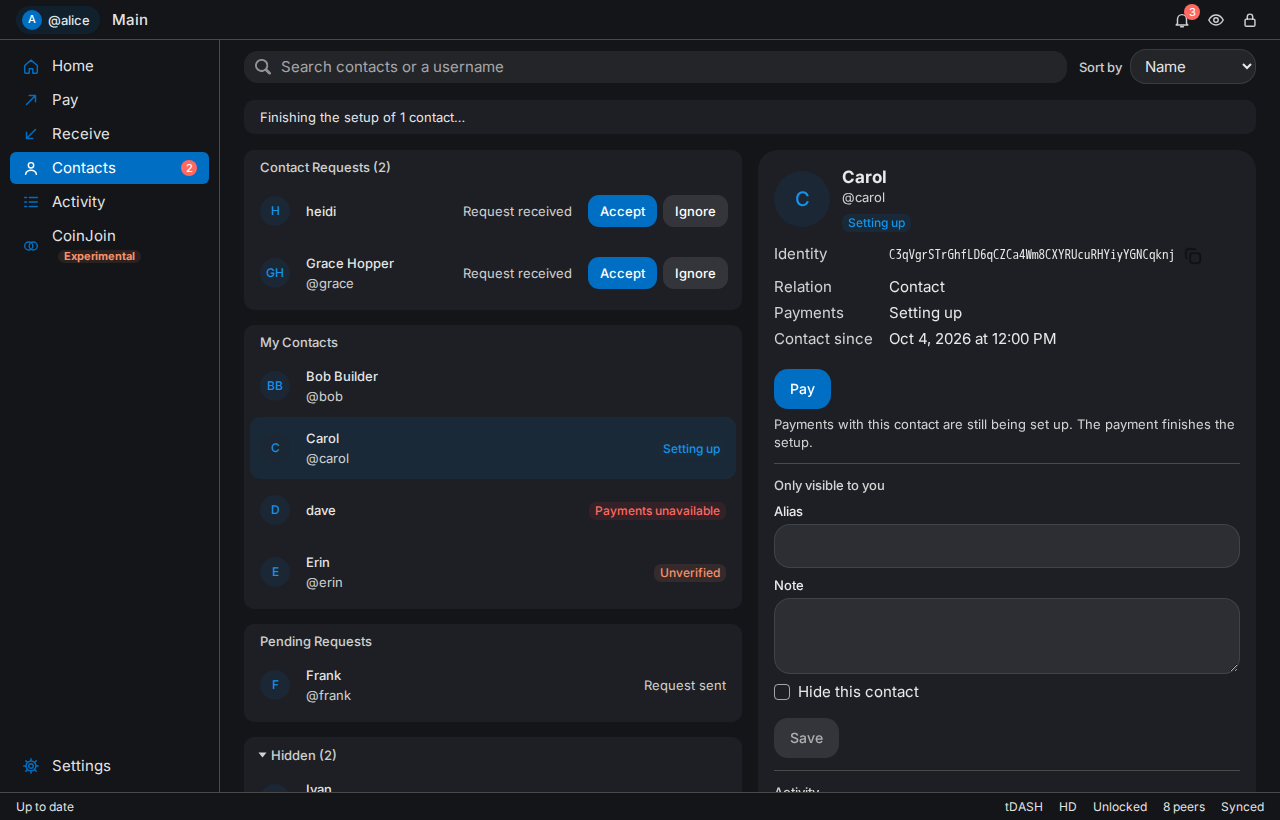 A @alice Main 3
Home
Pay
Receive
Contacts 2
Activity
CoinJoin
Experimental
Settings
Search contacts or a username
Sort by Name
Finishing the setup of 1 contact...
Contact Requests (2)
H heidi Request received Accept Ignore
GH Grace Hopper
@grace Request received Accept Ignore
My Contacts
BB Bob Builder
@bob
C Carol
@carol Setting up
D dave Payments unavailable
E Erin
@erin Unverified
Pending Requests
F Frank
@frank Request sent
Hidden (2)
Ivan
C Carol
@carol
Setting up
Identity C3qVgrSTrGhfLD6qCZCa4Wm8CXYRUcuRHYiyYGNCqknj
Relation Contact
Payments Setting up
Contact since Oct 4, 2026 at 12:00 PM
Pay
Payments with this contact are still being set up. The payment finishes the
setup.
Only visible to you
Alias
Note
Hide this contact
Save
Activity
Up to date tDASH HD Unlocked 8 peers Synced